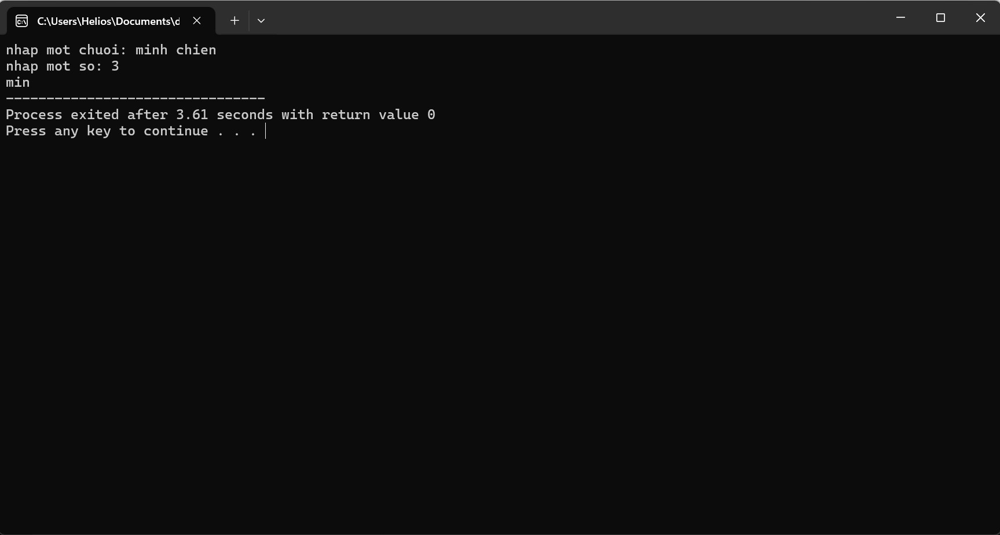 C:\Users\Helios\Documents\d
nhap mot chuoi: minh chien
nhap mot so: 3
min
--------------------------------
Process exited after 3.61 seconds with return value 0
Press any key to continue . . .